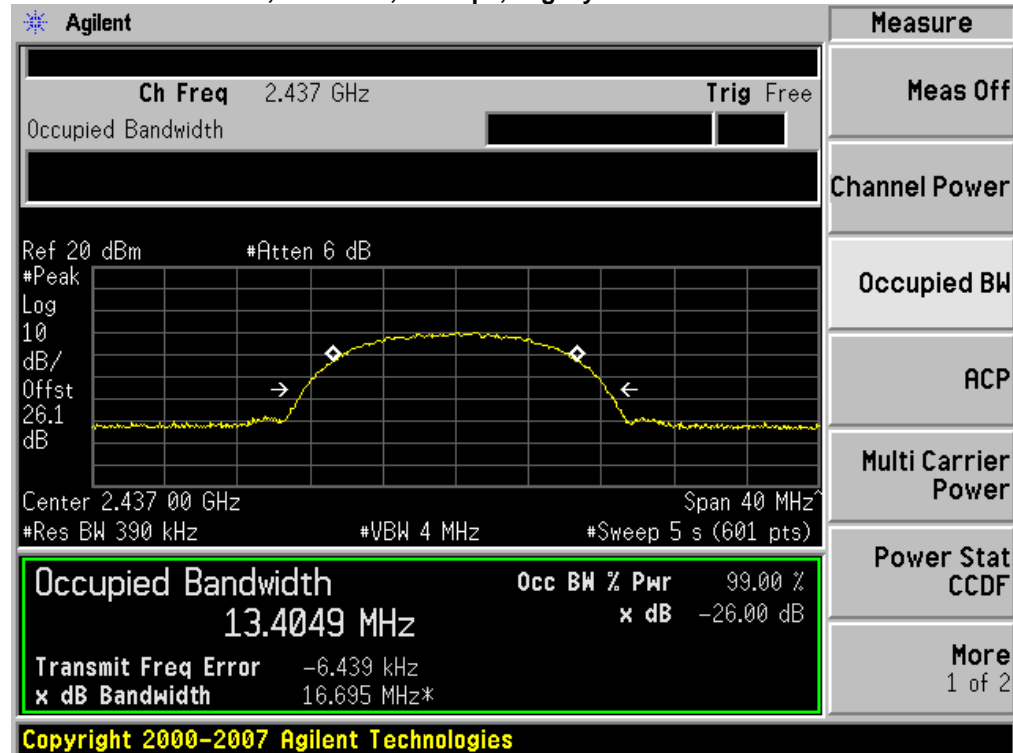 Agilent
Measure
Ch Freq 2.437 GHz
Trig Free
Occupied Bandwidth
Meas Off
Channel Power
Occupied BW
ACP
Multi Carrier
Power
Power Stat
CCDF
More
1 of 2
Ref 20 dBm
#Atten 6 dB
#Peak
Log
10
dB/
Offst
26.1
dB
Center 2.437 00 GHz
Span 40 MHz^
#Res BW 390 kHz
#VBW 4 MHz
#Sweep 5 s (601 pts)
Occupied Bandwidth
13.4049 MHz
Occ BW % Pwr 99.00 %
x dB -26.00 dB
Transmit Freq Error -6.439 kHz
x dB Bandwidth 16.695 MHz*
Copyright 2000-2007 Agilent Technologies